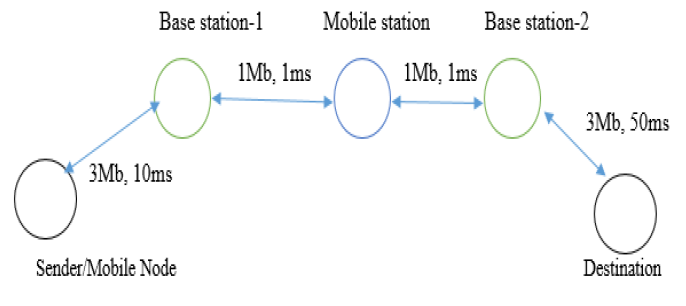 Base station-1
Mobile station
Base station-2
1Mb, 1ms
1Mb, 1ms
3Mb, 50ms
3Mb, 10ms
Sender/Mobile Node
Destination